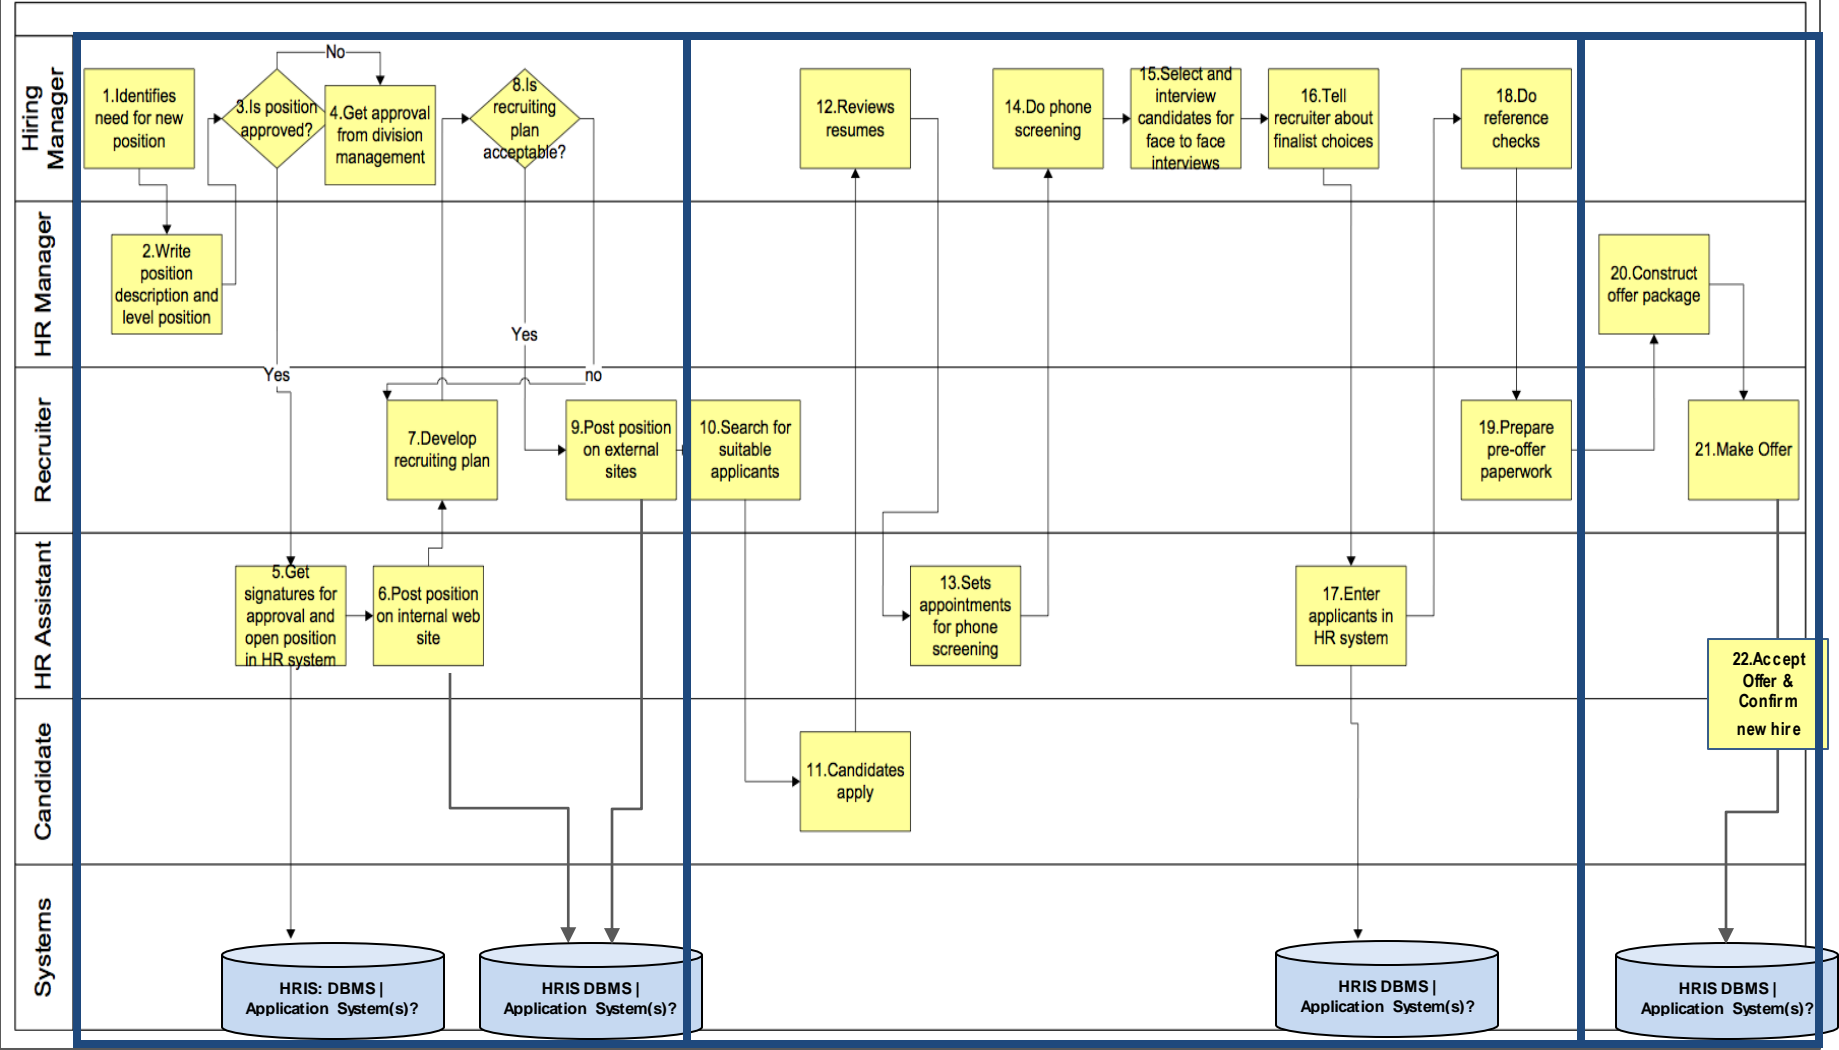 Hiring
Manager
HR Manager
Recruiter
HR Assistant
Candidate
Systems
1.Identifies
need for new
position
2.Write
position
description and
level position
3.Is position
approved?
No
Yes
4.Get approval
from division
management
5.Get
signatures for
approval and
open position
in HR system
6.Post position
on internal web
site
7.Develop
recruiting plan
8.Is
recruiting
plan
acceptable?
Yes
no
9.Post position
on external
sites
10.Search for
suitable
applicants
11.Candidates
apply
12.Reviews
resumes
13.Sets
appointments
for phone
screening
14.Do phone
screening
15.Select and
interview
candidates for
face to face
interviews
16.Tell
recruiter about
finalist choices
17.Enter
applicants in
HR system
18.Do
reference
checks
19.Prepare
pre-offer
paperwork
20.Construct
offer package
21.Make Offer
22.Accept
Offer &
Confirm
new hire
HRIS: DBMS |
Application System(s)?
HRIS DBMS |
Application System(s)?
HRIS DBMS |
Application System(s)?
HRIS DBMS |
Application System(s)?